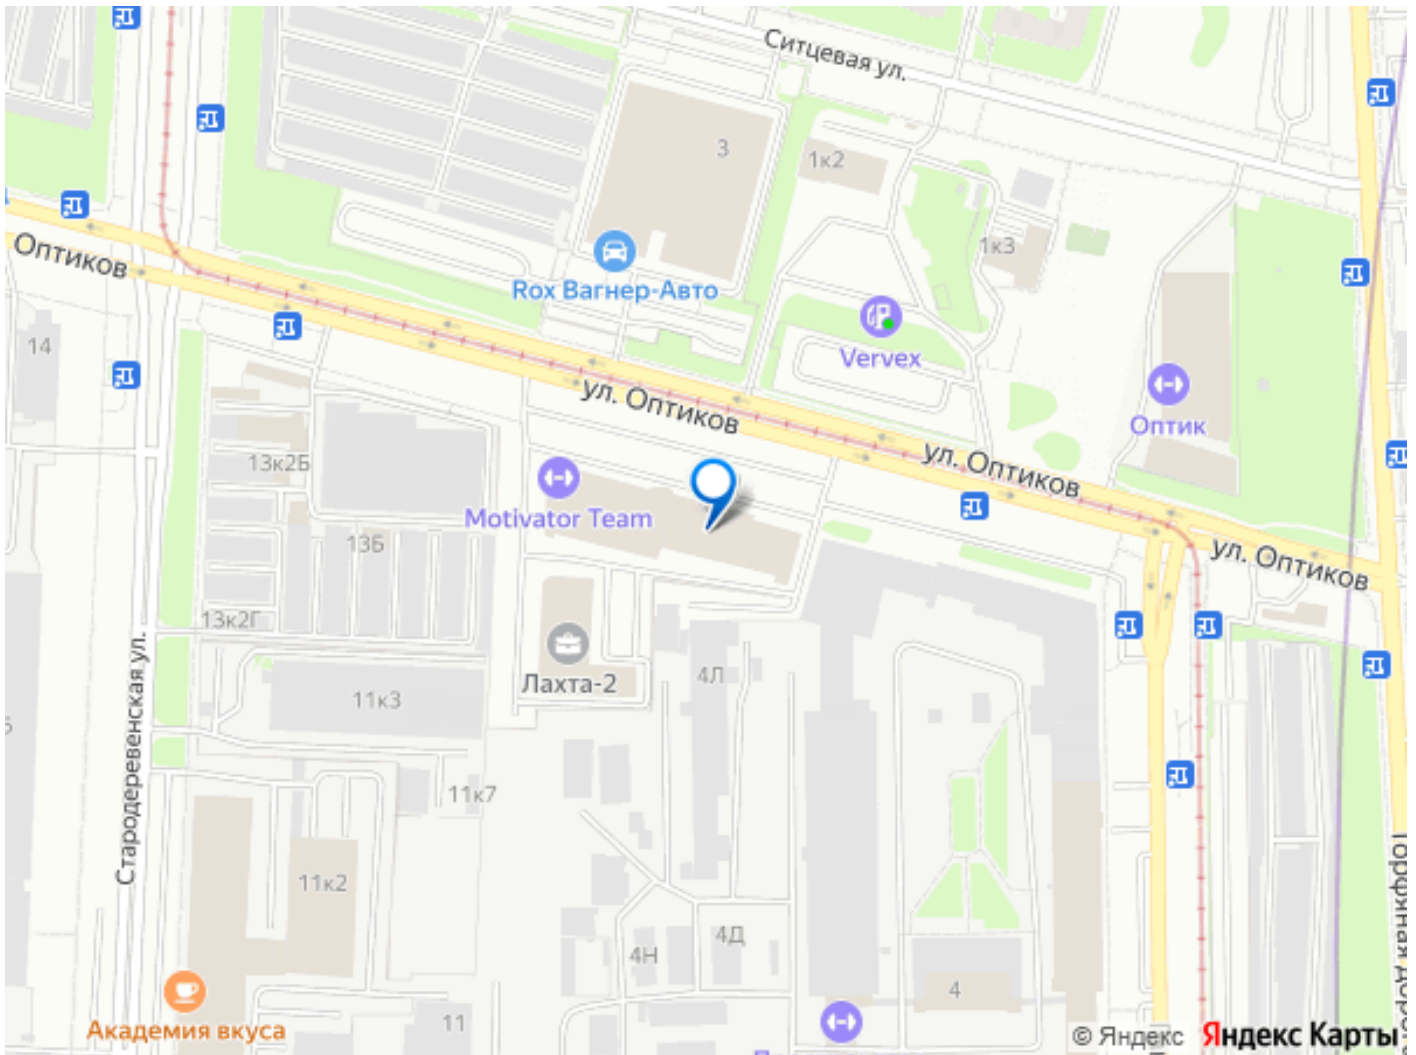 Ситцевая ул.
3
1к2
1к3
Оптиков
Rox Вагнер-Авто
14
Vervex
ул. Оптиков
Оптик
13к2Б
ул. Оптиков
Motivator Team
13Б
ул. Оптиков
13к2Г
Стародеревенская ул.
Лахта-2
4Л
11к3
11к7
11к2
4Н
4Д
4
Академия вкуса
11
© Яндекс Яндекс Карты